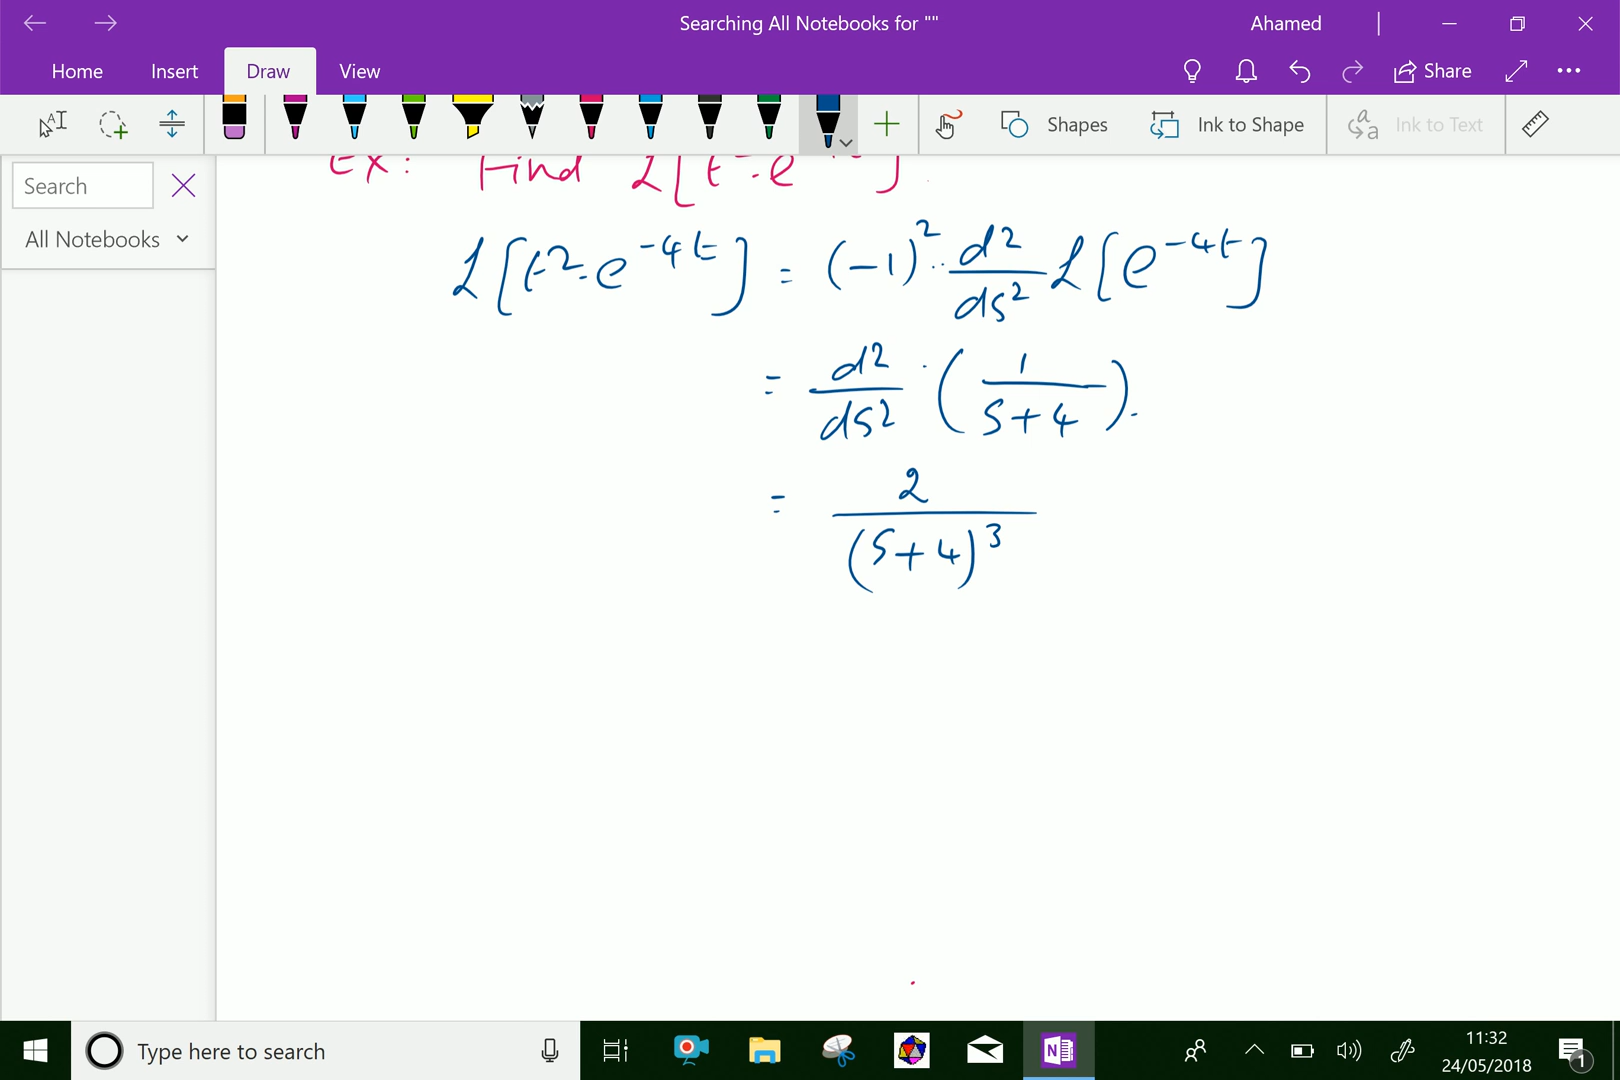 Searching All Notebooks for ""
Ahamed
Home Insert Draw View
Share
Shapes Ink to Shape Ink to Text
Search
All Notebooks
Ex: Find L[t². e
L[t².e^-4t] = (-1)^2 .. d²/ds² L[e^-4t]
= d²/ds² · (1/(s+4)).
= 2/(s+4)^3
Type here to search
11:32
24/05/2018
1